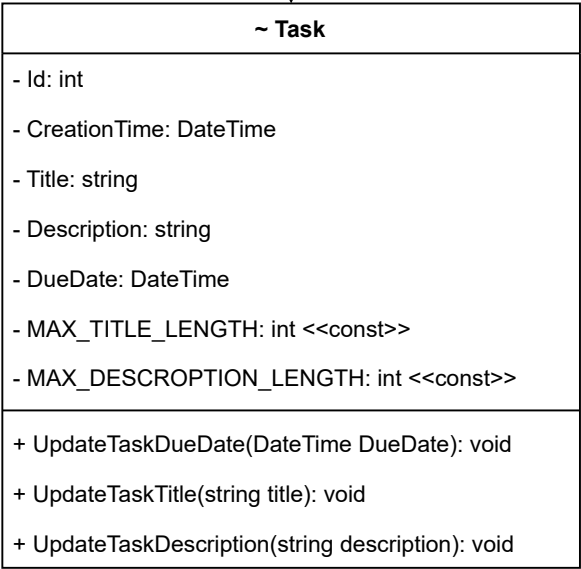 ~ Task
- Id: int
- CreationTime: DateTime
- Title: string
- Description: string
- DueDate: DateTime
- MAX_TITLE_LENGTH: int <<const>>
- MAX_DESCROPTION_LENGTH: int <<const>>
+ UpdateTaskDueDate(DateTime DueDate): void
+ UpdateTaskTitle(string title): void
+ UpdateTaskDescription(string description): void